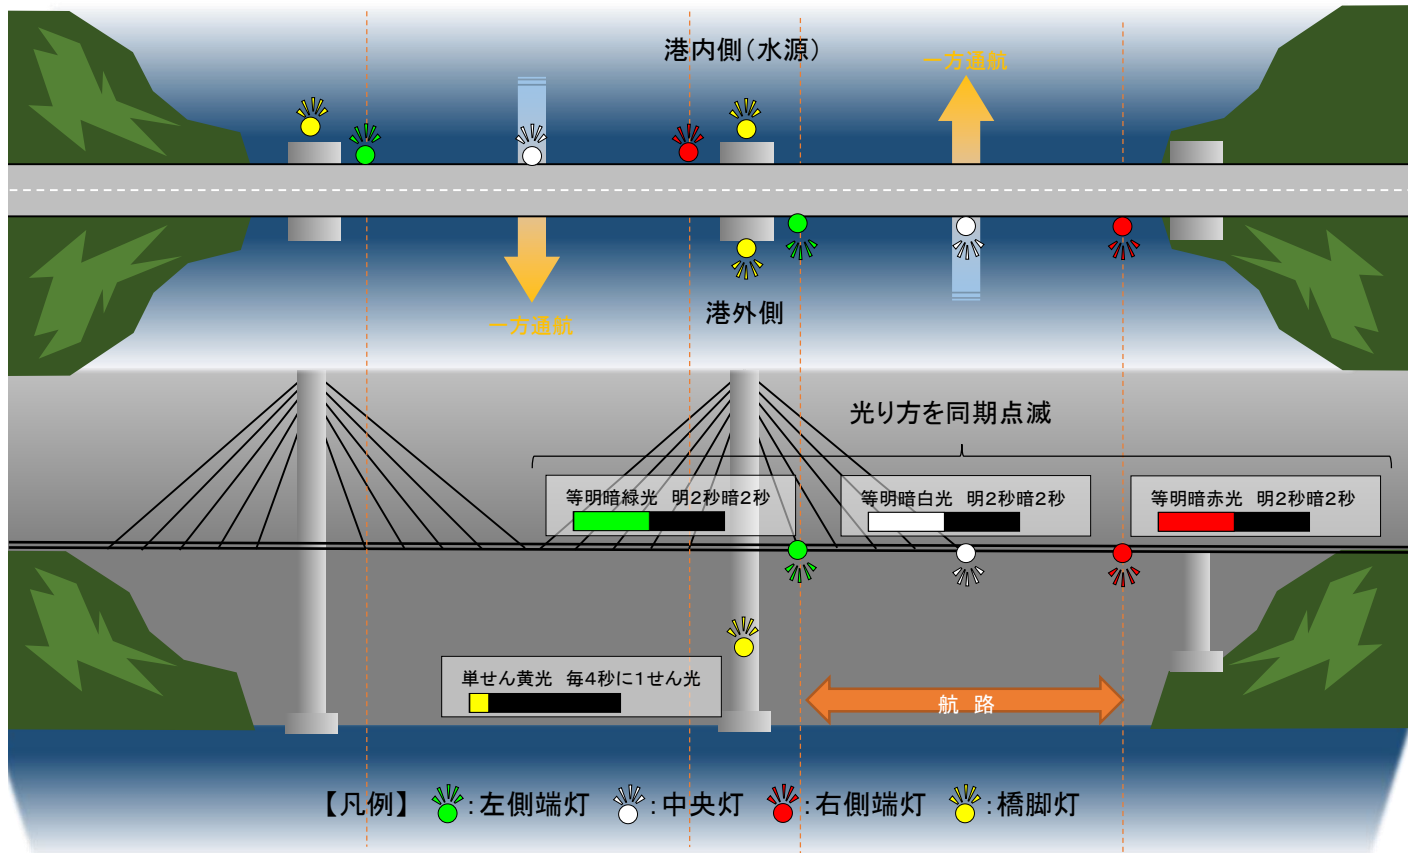 港内側（水源）
一方通航
一方通航
港外側
光り方を同期点滅
等明暗緑光　明2秒暗2秒
等明暗白光　明2秒暗2秒
等明暗赤光　明2秒暗2秒
単せん黄光　毎4秒に1せん光
航 路
【凡例】 ：左側端灯 ：中央灯 ：右側端灯 ：橋脚灯